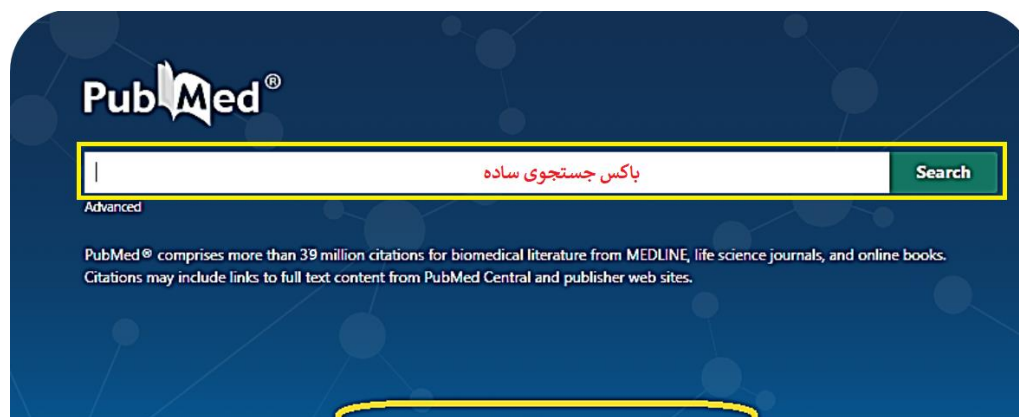 PubMed®
باکس جستجوی ساده
Search
Advanced
PubMed® comprises more than 39 million citations for biomedical literature from MEDLINE, life science journals, and online books.
Citations may include links to full text content from PubMed Central and publisher web sites.